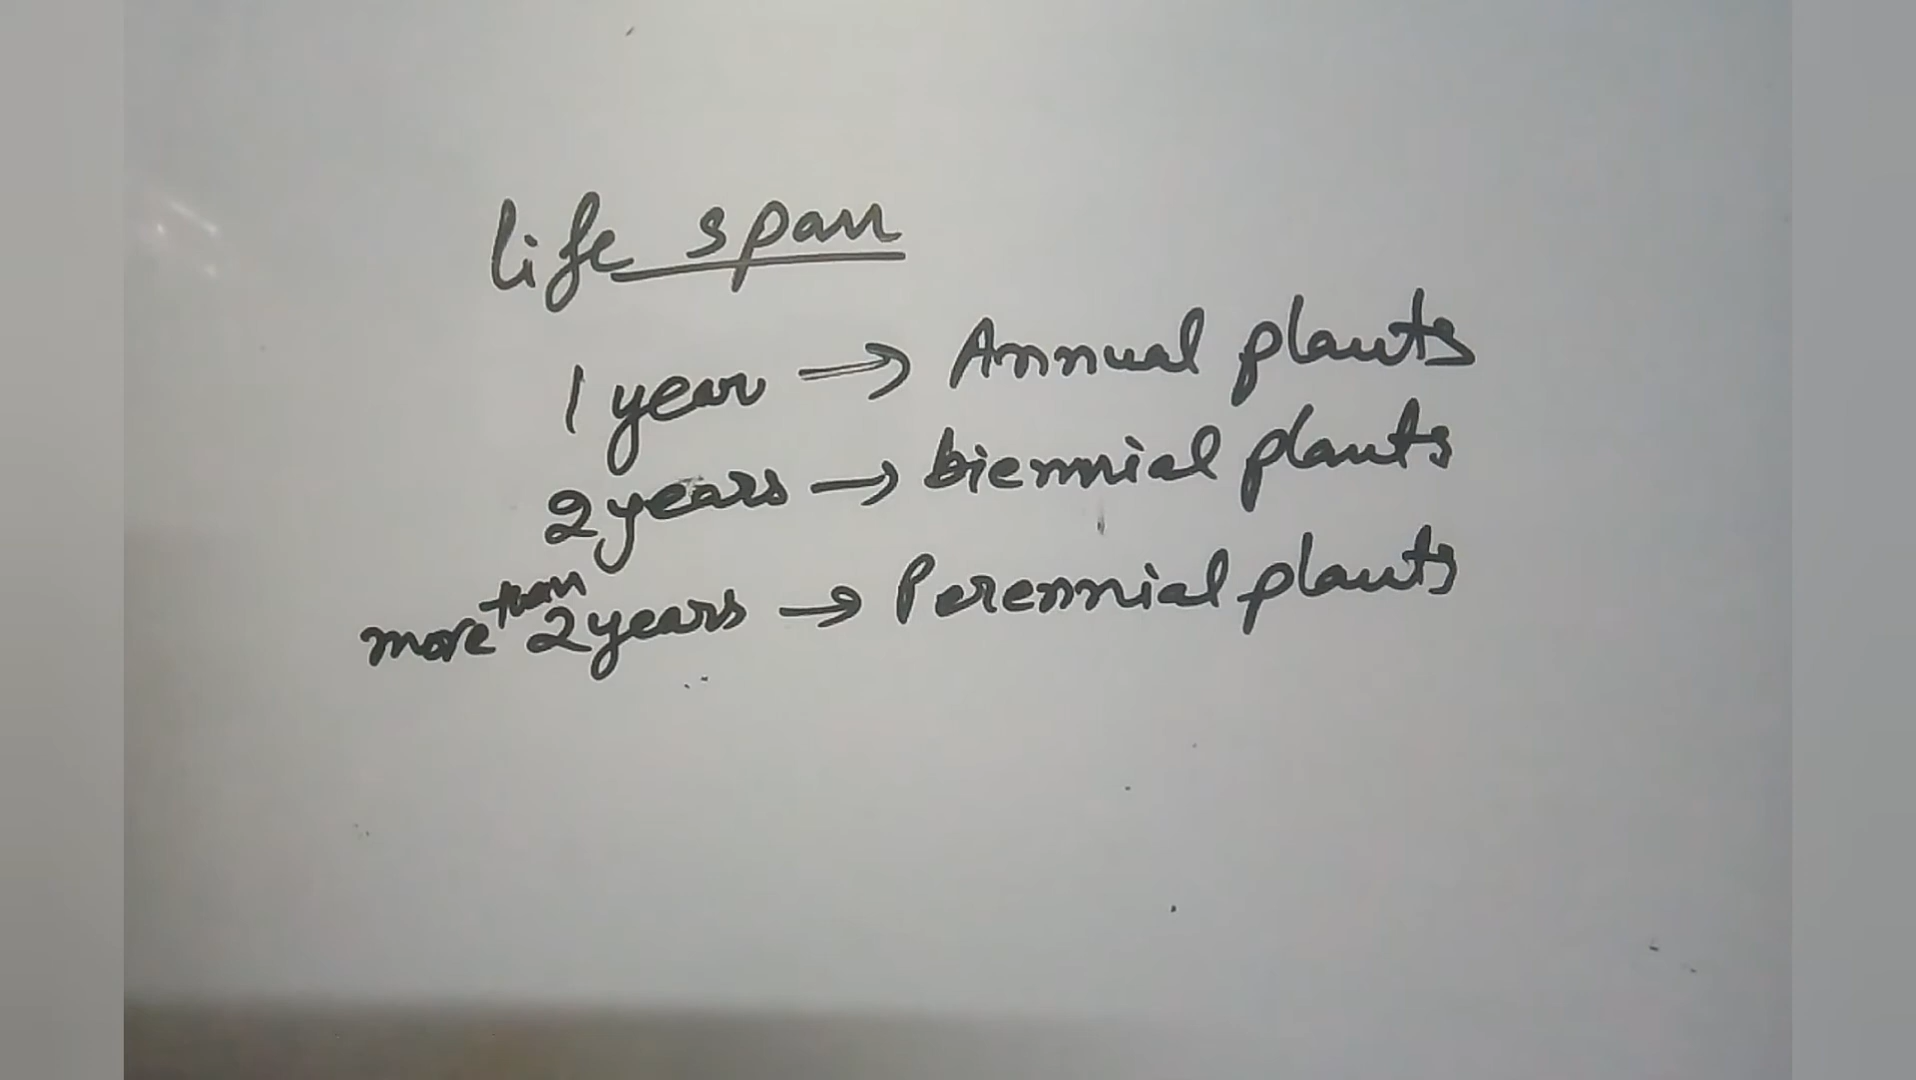 life span
1 year → Annual plants
2 years → biennial plants
more than 2 years → Perennial plants